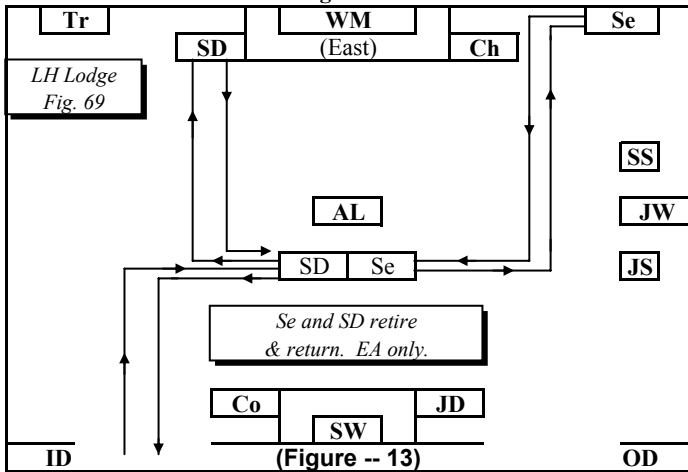 Tr WM Se
SD (East) Ch
LH Lodge
Fig. 69
SS
AL JW
SD Se JS
Se and SD retire
& return. EA only.
Co JD
SW
ID (Figure -- 13) OD